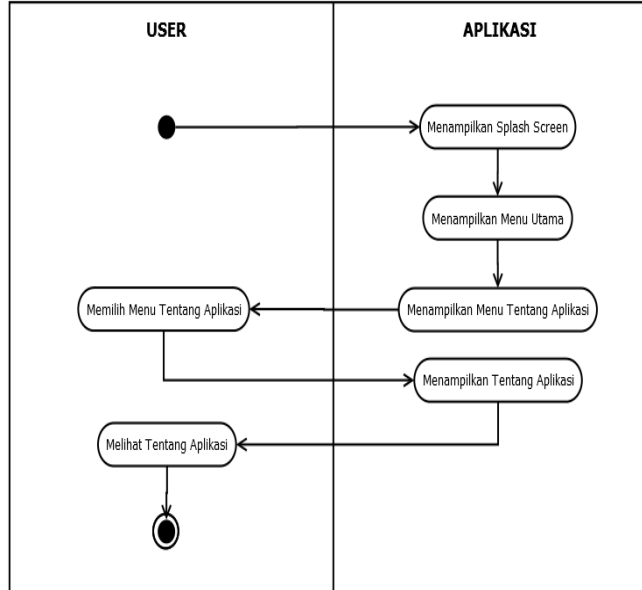 USER
APLIKASI
Menampilkan Splash Screen
Menampilkan Menu Utama
Memilih Menu Tentang Aplikasi
Menampilkan Menu Tentang Aplikasi
Menampilkan Tentang Aplikasi
Melihat Tentang Aplikasi